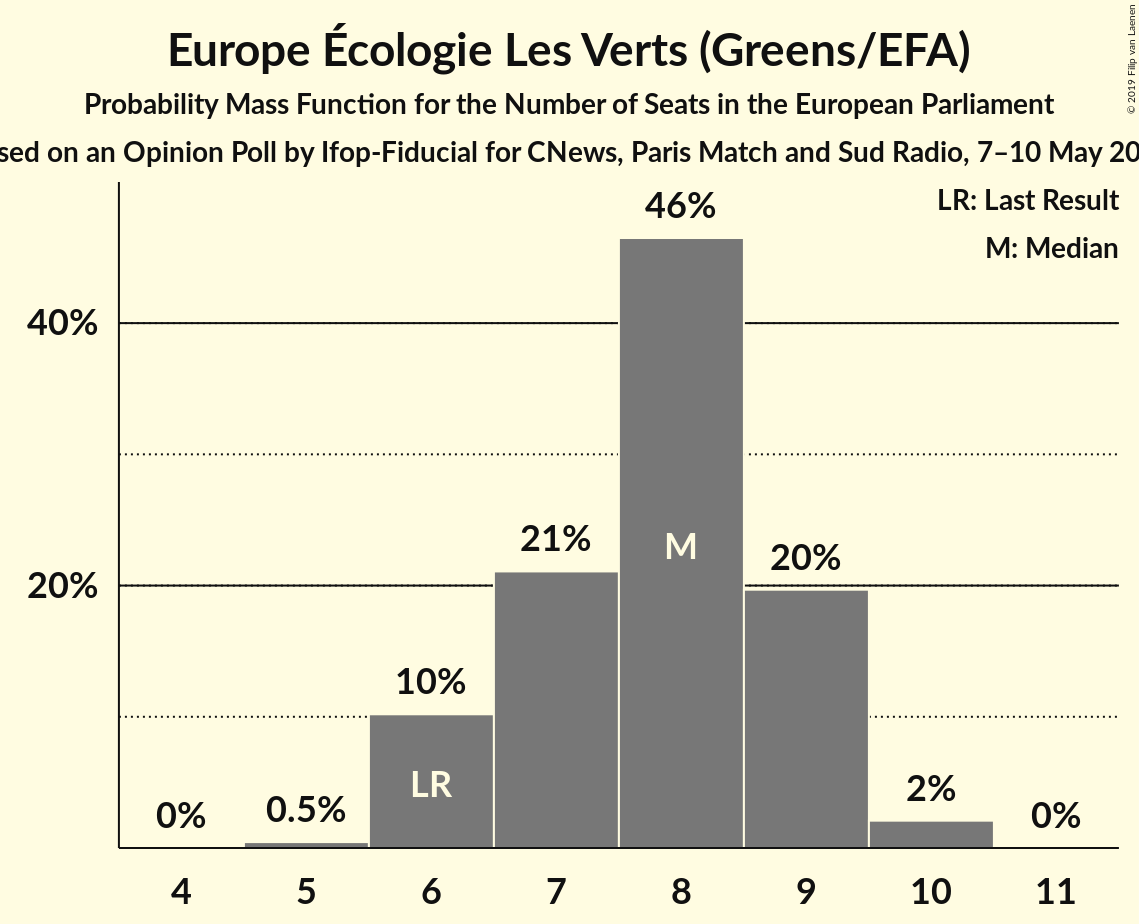 Europe Écologie Les Verts (Greens/EFA)
Probability Mass Function for the Number of Seats in the European Parliament
sed on an Opinion Poll by Ifop-Fiducial for CNews, Paris Match and Sud Radio, 7–10 May 20
© 2019 Filip van Laenen
LR: Last Result
M: Median
46%
40%
21%
M
20%
20%
10%
LR
0%
0.5%
2%
0%
4 5 6 7 8 9 10 11